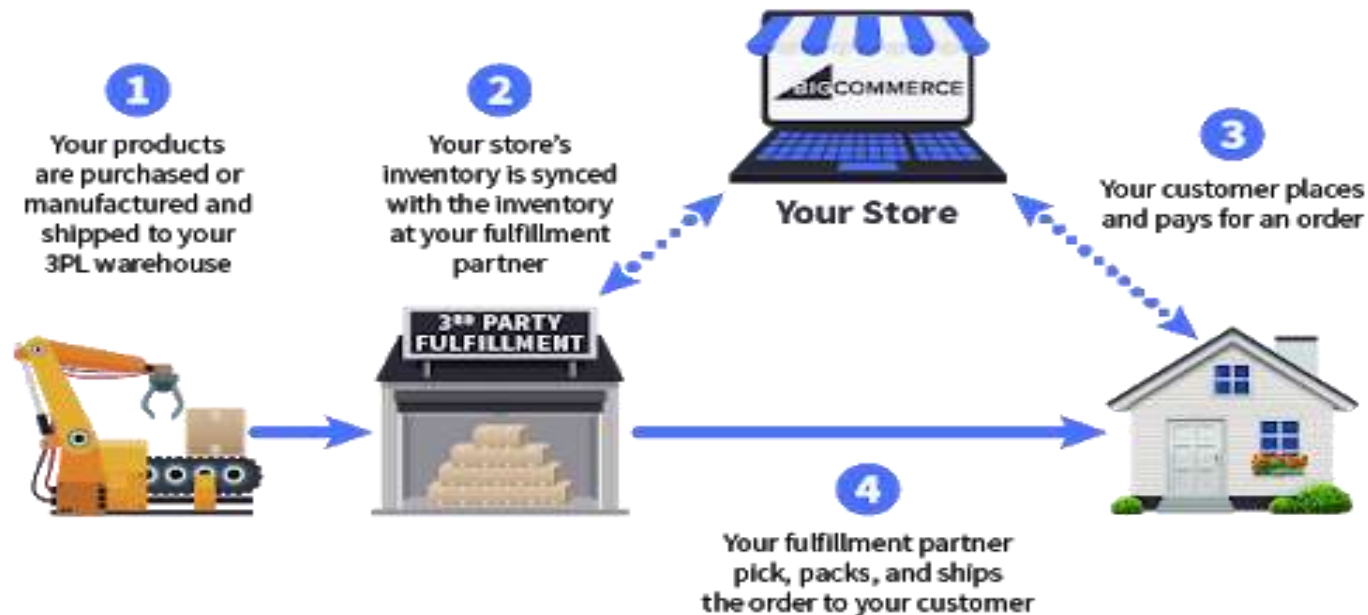 1
Your products
are purchased or
manufactured and
shipped to your
3PL warehouse
2
Your store's
inventory is synced
with the inventory
at your fulfillment
partner
BIGCOMMERCE
Your Store
3
Your customer places
and pays for an order
3RD PARTY
FULFILLMENT
4
Your fulfillment partner
pick, packs, and ships
the order to your customer